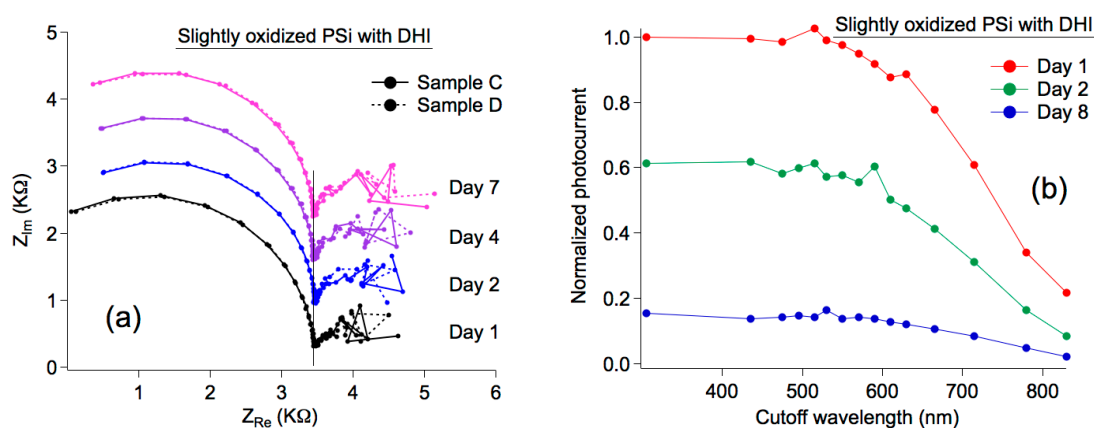 Slightly oxidized PSi with DHI
Sample C
Sample D
Day 7
Day 4
Day 2
Day 1
(a)
5
4
3
2
1
0
Z_Im (KΩ)
1 2 3 4 5 6
Z_Re (KΩ)
Slightly oxidized PSi with DHI
Day 1
Day 2
Day 8
(b)
1.0
0.8
0.6
0.4
0.2
0.0
Normalized photocurrent
400 500 600 700 800
Cutoff wavelength (nm)